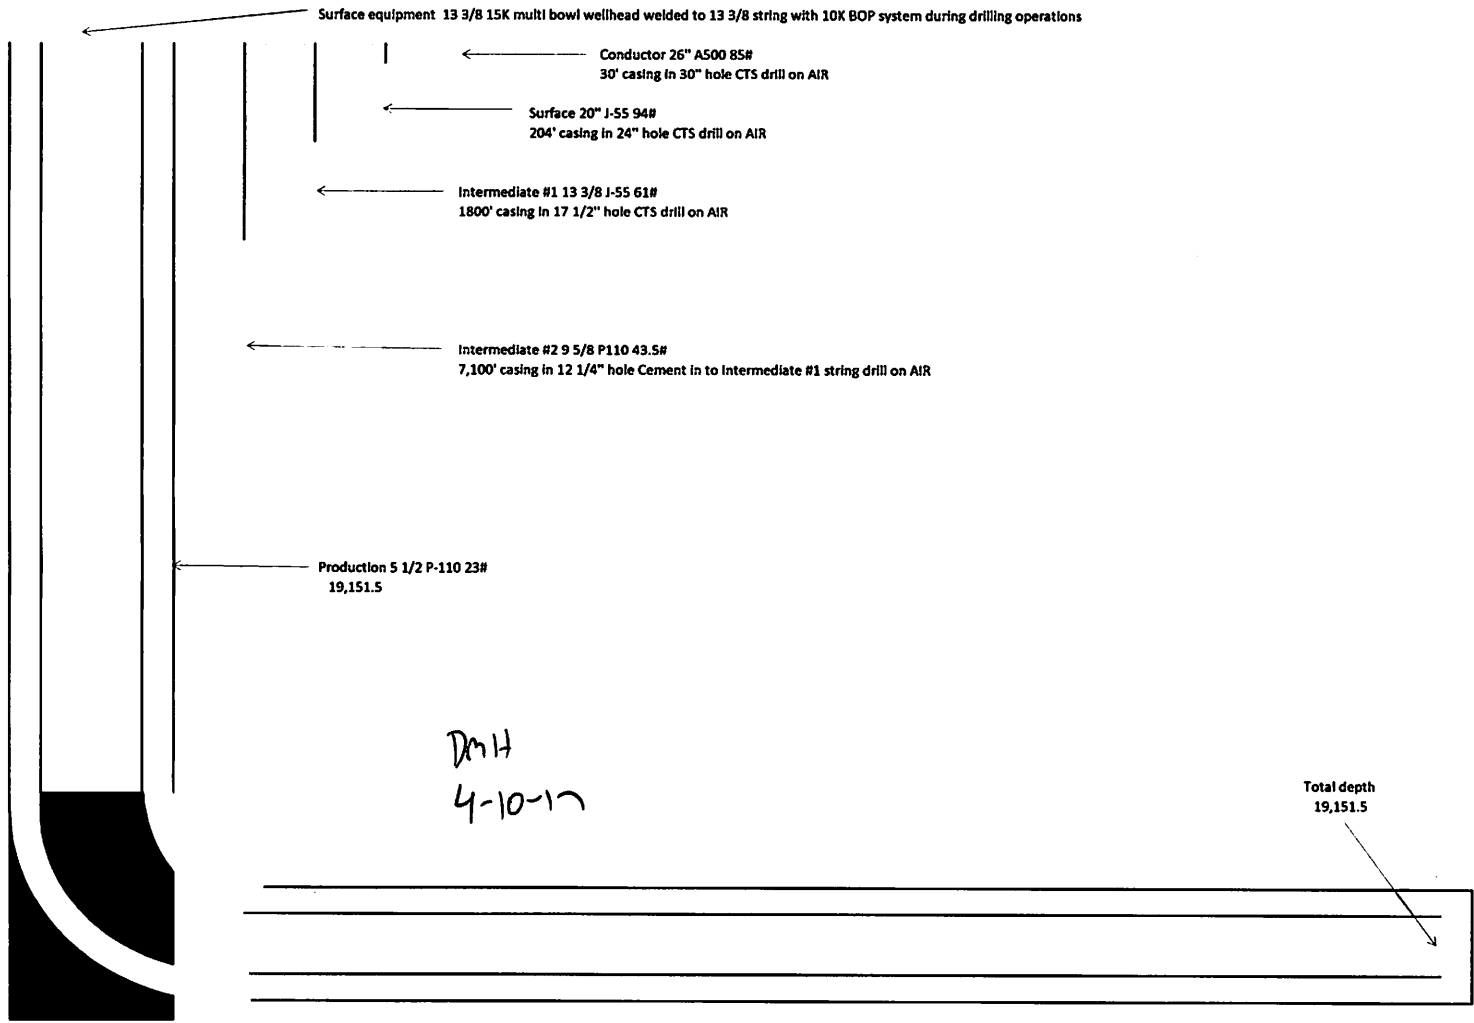 Surface equipment 13 3/8 15K multi bowl wellhead welded to 13 3/8 string with 10K BOP system during drilling operations
Conductor 26" A500 85#
30' casing in 30" hole CTS drill on AIR
Surface 20" J-55 94#
204' casing in 24" hole CTS drill on AIR
Intermediate #1 13 3/8 J-55 61#
1800' casing in 17 1/2" hole CTS drill on AIR
Intermediate #2 9 5/8 P110 43.5#
7,100' casing in 12 1/4" hole Cement in to Intermediate #1 string drill on AIR
Production 5 1/2 P-110 23#
19,151.5
DMH
4-10-17
Total depth
19,151.5